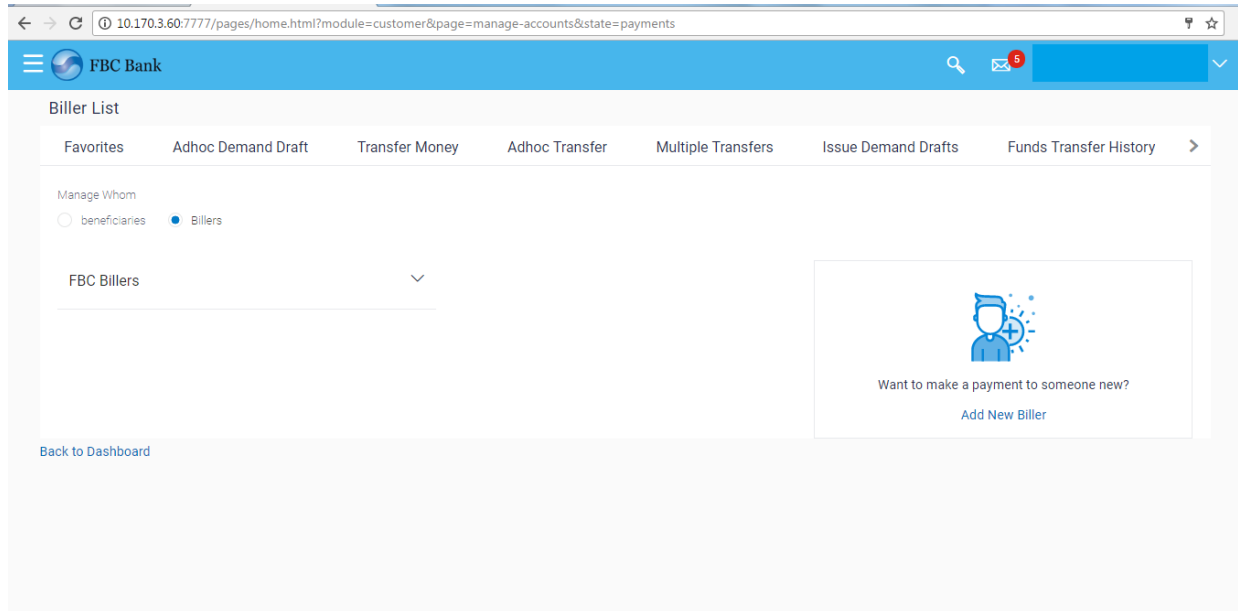 10.170.3.60:7777/pages/home.html?module=customer&page=manage-accounts&state=payments
FBC Bank
5
Biller List
Favorites Adhoc Demand Draft Transfer Money Adhoc Transfer Multiple Transfers Issue Demand Drafts Funds Transfer History
Manage Whom
beneficiaries Billers
FBC Billers
Want to make a payment to someone new?
Add New Biller
Back to Dashboard